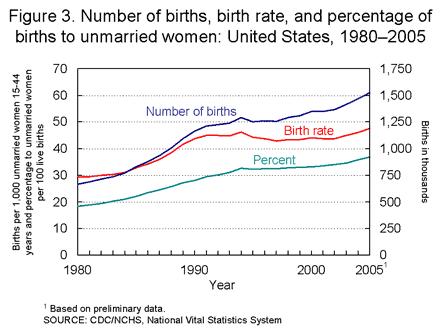 Figure 3. Number of births, birth rate, and percentage of
births to unmarried women: United States, 1980–2005
Births per 1,000 unmarried women 15-44
years and percentage to unmarried women
per 100 live births
70
60
50
40
30
20
10
0
Number of births
Birth rate
Percent
1,750
1,500
1,250
1,000
750
500
250
0
Births in thousands
1980
1990
2000
2005¹
Year
¹ Based on preliminary data.
SOURCE: CDC/NCHS, National Vital Statistics System